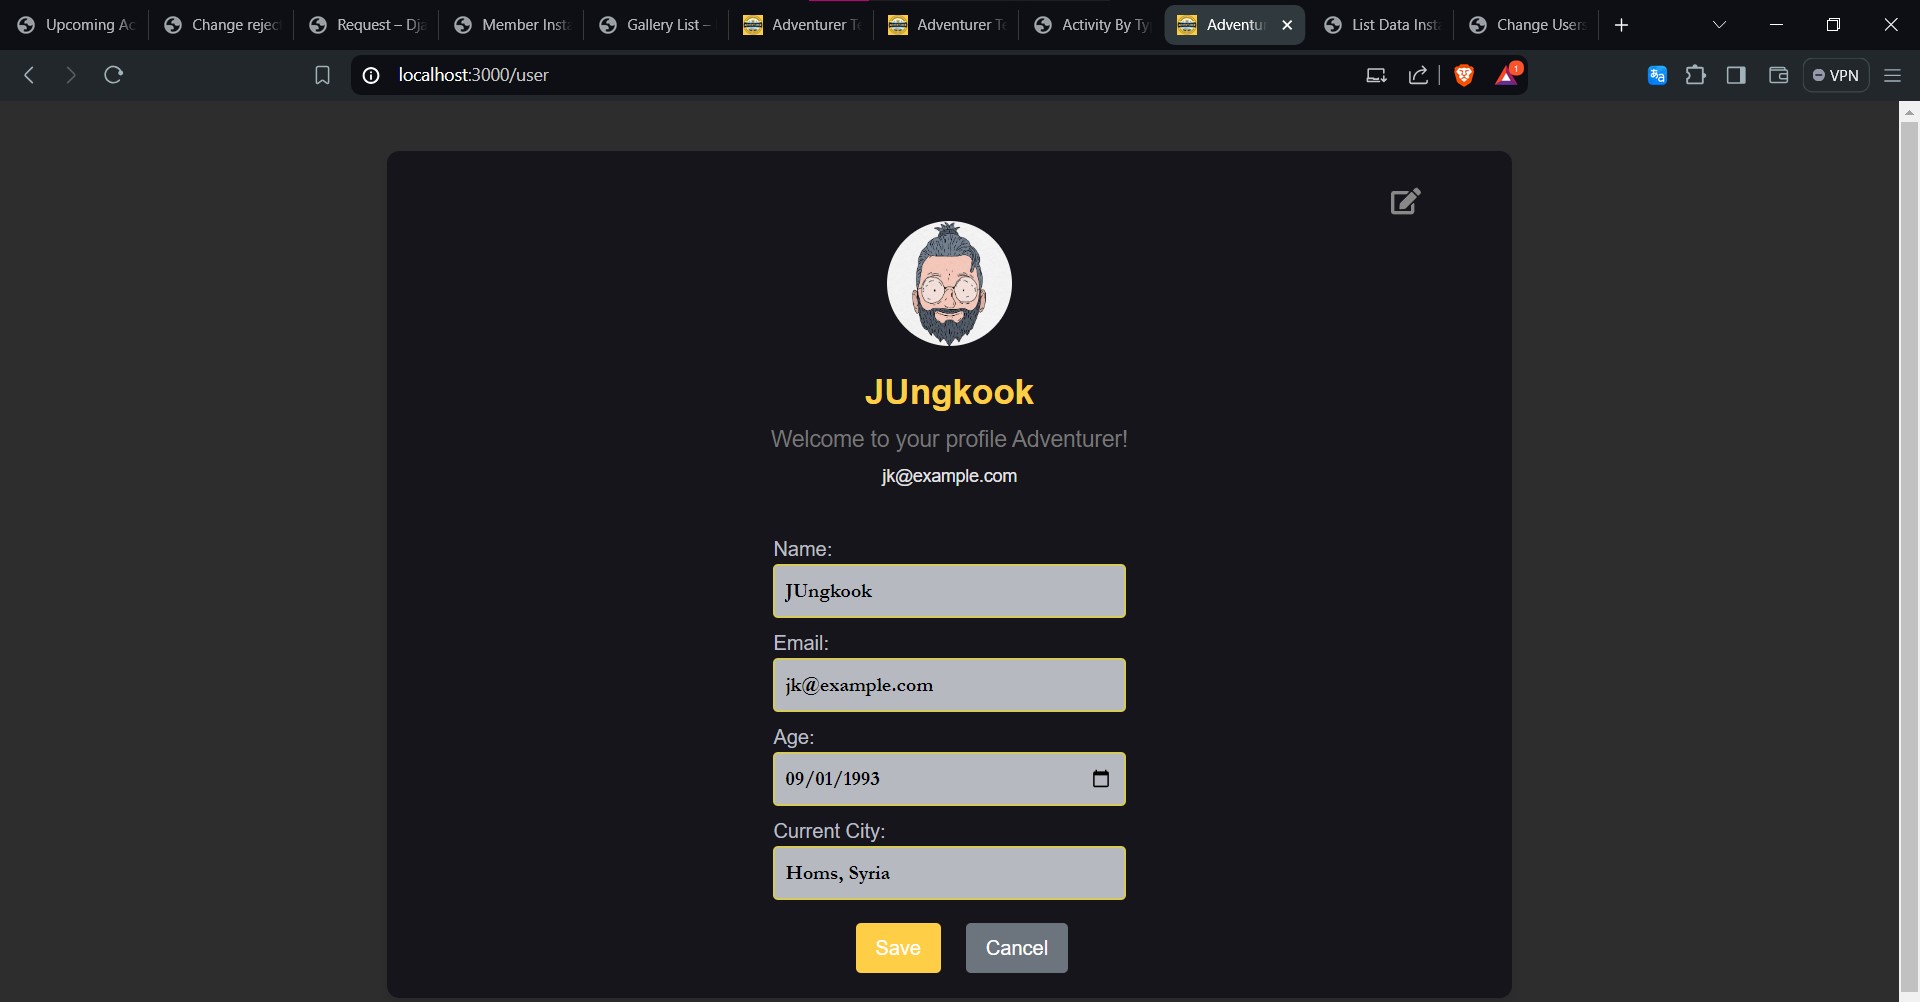 Upcoming Ac
Change rejec
Request – Dja
Member Insta
Gallery List –
Adventurer Te
Adventurer Te
Activity By Ty
Adventu
List Data Insta
Change Users
localhost:3000/user
1
VPN
JUngkook
Welcome to your profile Adventurer!
jk@example.com
Name:
JUngkook
Email:
jk@example.com
Age:
09/01/1993
Current City:
Homs, Syria
Save
Cancel